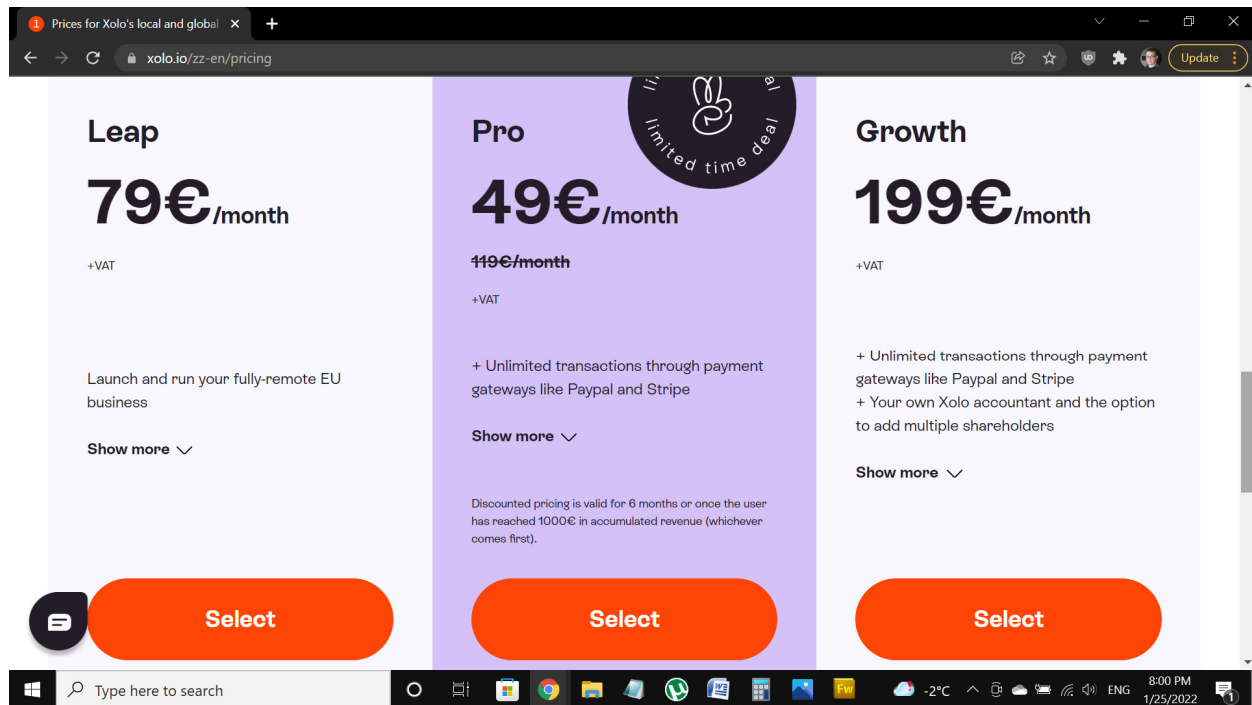 1 Prices for Xolo's local and global
xolo.io/zz-en/pricing
Update
limited time deal
Leap
79€/month
+VAT
Launch and run your fully-remote EU
business
Show more
Select
Pro
49€/month
119€/month
+VAT
+ Unlimited transactions through payment
gateways like Paypal and Stripe
Show more
Discounted pricing is valid for 6 months or once the user
has reached 1000€ in accumulated revenue (whichever
comes first).
Select
Growth
199€/month
+VAT
+ Unlimited transactions through payment
gateways like Paypal and Stripe
+ Your own Xolo accountant and the option
to add multiple shareholders
Show more
Select
Type here to search
Fw
-2°C
ENG
8:00 PM
1/25/2022
1